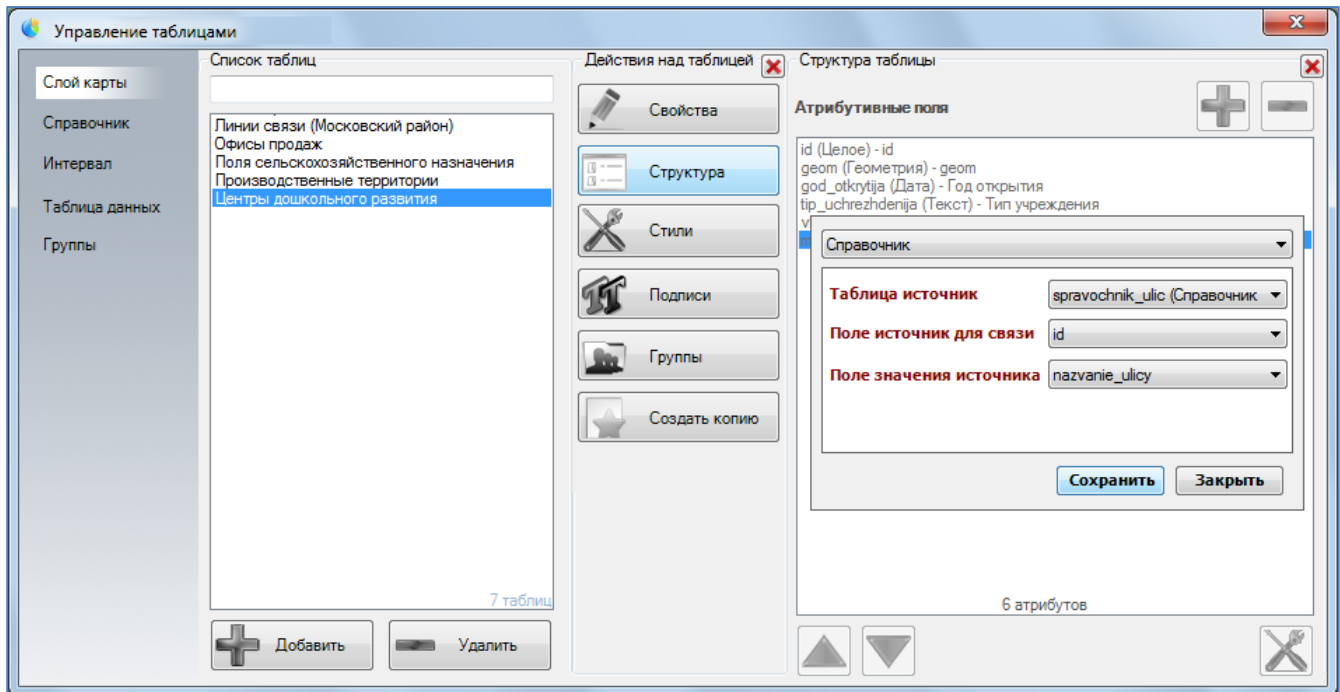 Управление таблицами
Слой карты
Справочник
Интервал
Таблица данных
Группы
Список таблиц
Линии связи (Московский район)
Офисы продаж
Поля сельскохозяйственного назначения
Производственные территории
Центры дошкольного развития
7 таблиц
Добавить
Удалить
Действия над таблицей
Свойства
Структура
Стили
Подписи
Группы
Создать копию
Структура таблицы
Атрибутивные поля
id (Целое) - id
geom (Геометрия) - geom
god_otkrytija (Дата) - Год открытия
tip_uchrezhdenija (Текст) - Тип учреждения
Справочник
Таблица источник spravochnik_ulic (Справочник
Поле источник для связи id
Поле значения источника nazvanie_ulicy
Сохранить Закрыть
6 атрибутов